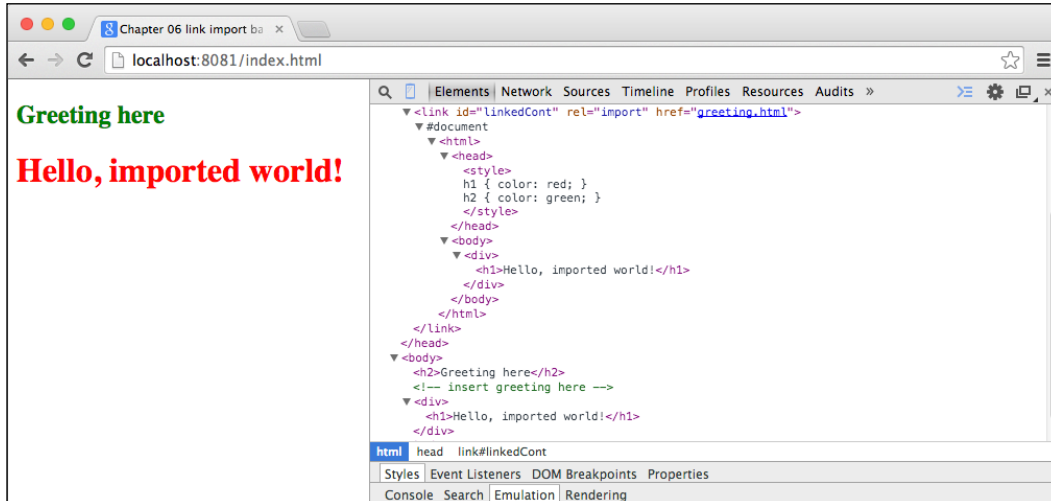 Chapter 06 link import ba
localhost:8081/index.html
Greeting here
Hello, imported world!
Elements Network Sources Timeline Profiles Resources Audits »
▼<link id="linkedCont" rel="import" href="greeting.html">
▼#document
▼<html>
▼<head>
<style>
h1 { color: red; }
h2 { color: green; }
</style>
</head>
▼<body>
▼<div>
<h1>Hello, imported world!</h1>
</div>
</body>
</html>
</link>
</head>
▼<body>
<h2>Greeting here</h2>
<!-- insert greeting here -->
▼<div>
<h1>Hello, imported world!</h1>
</div>
html head link#linkedCont
Styles Event Listeners DOM Breakpoints Properties
Console Search Emulation Rendering